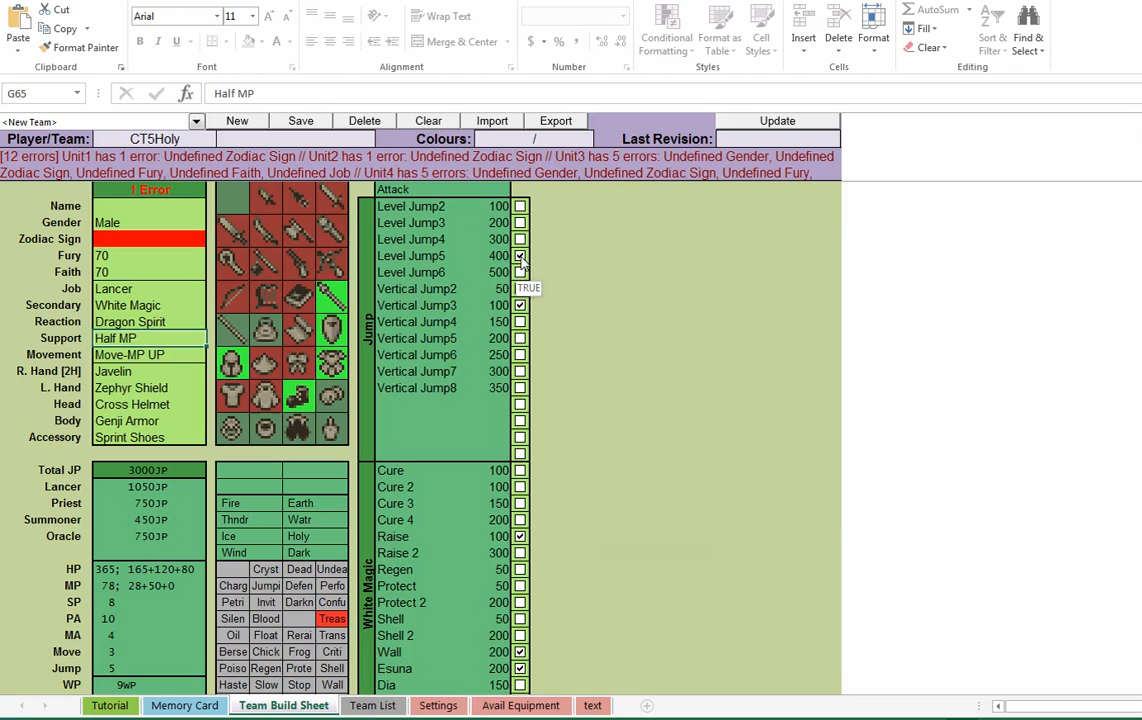 Cut
Arial 11
Wrap Text
AutoSum
Paste
Copy
Fill
Format Painter
B I U
Merge & Center
$ % ,
Conditional Formatting
Format as Table
Cell Styles
Insert Delete Format
Clear
Sort & Filter
Find & Select
Clipboard Font Alignment Number Styles Cells Editing
G65 fx Half MP
<New Team> New Save Delete Clear Import Export Update
Player/Team: CT5Holy Colours: / Last Revision:
[12 errors] Unit1 has 1 error: Undefined Zodiac Sign // Unit2 has 1 error: Undefined Zodiac Sign // Unit3 has 5 errors: Undefined Gender, Undefined
Zodiac Sign, Undefined Fury, Undefined Faith, Undefined Job // Unit4 has 5 errors: Undefined Gender, Undefined Zodiac Sign, Undefined Fury,
1 Error Attack
Name Level Jump2 100
Gender Male Level Jump3 200
Zodiac Sign Level Jump4 300
Fury 70 Level Jump5 400
Faith 70 Level Jump6 500
Job Lancer Vertical Jump2 50 TRUE
Secondary White Magic Vertical Jump3 100
Reaction Dragon Spirit Vertical Jump4 150
Support Half MP Vertical Jump5 200
Movement Move-MP UP Vertical Jump6 250
R. Hand [2H] Javelin Vertical Jump7 300
L. Hand Zephyr Shield Vertical Jump8 350
Head Cross Helmet
Body Genji Armor
Accessory Sprint Shoes
Jump
Total JP 3000JP Cure 100
Lancer 1050JP Cure 2 100
Priest 750JP Fire Earth Cure 3 150
Summoner 450JP Thndr Watr Cure 4 200
Oracle 750JP Ice Holy Raise 100
Wind Dark Raise 2 300
HP 365; 165+120+80 Cryst Dead Undea Regen 50
MP 78; 28+50+0 Charg Jumpi Defen Perfo Protect 50
SP 8 Petri Invit Darkn Confu Protect 2 200
PA 10 Silen Blood Treas Shell 50
MA 4 Oil Float Rerai Trans Shell 2 200
Move 3 Berse Chick Frog Criti Wall 200
Jump 5 Poiso Regen Prote Shell Esuna 200
WP 9WP Haste Slow Stop Wall Dia 150
White Magic
Tutorial Memory Card Team Build Sheet Team List Settings Avail Equipment text